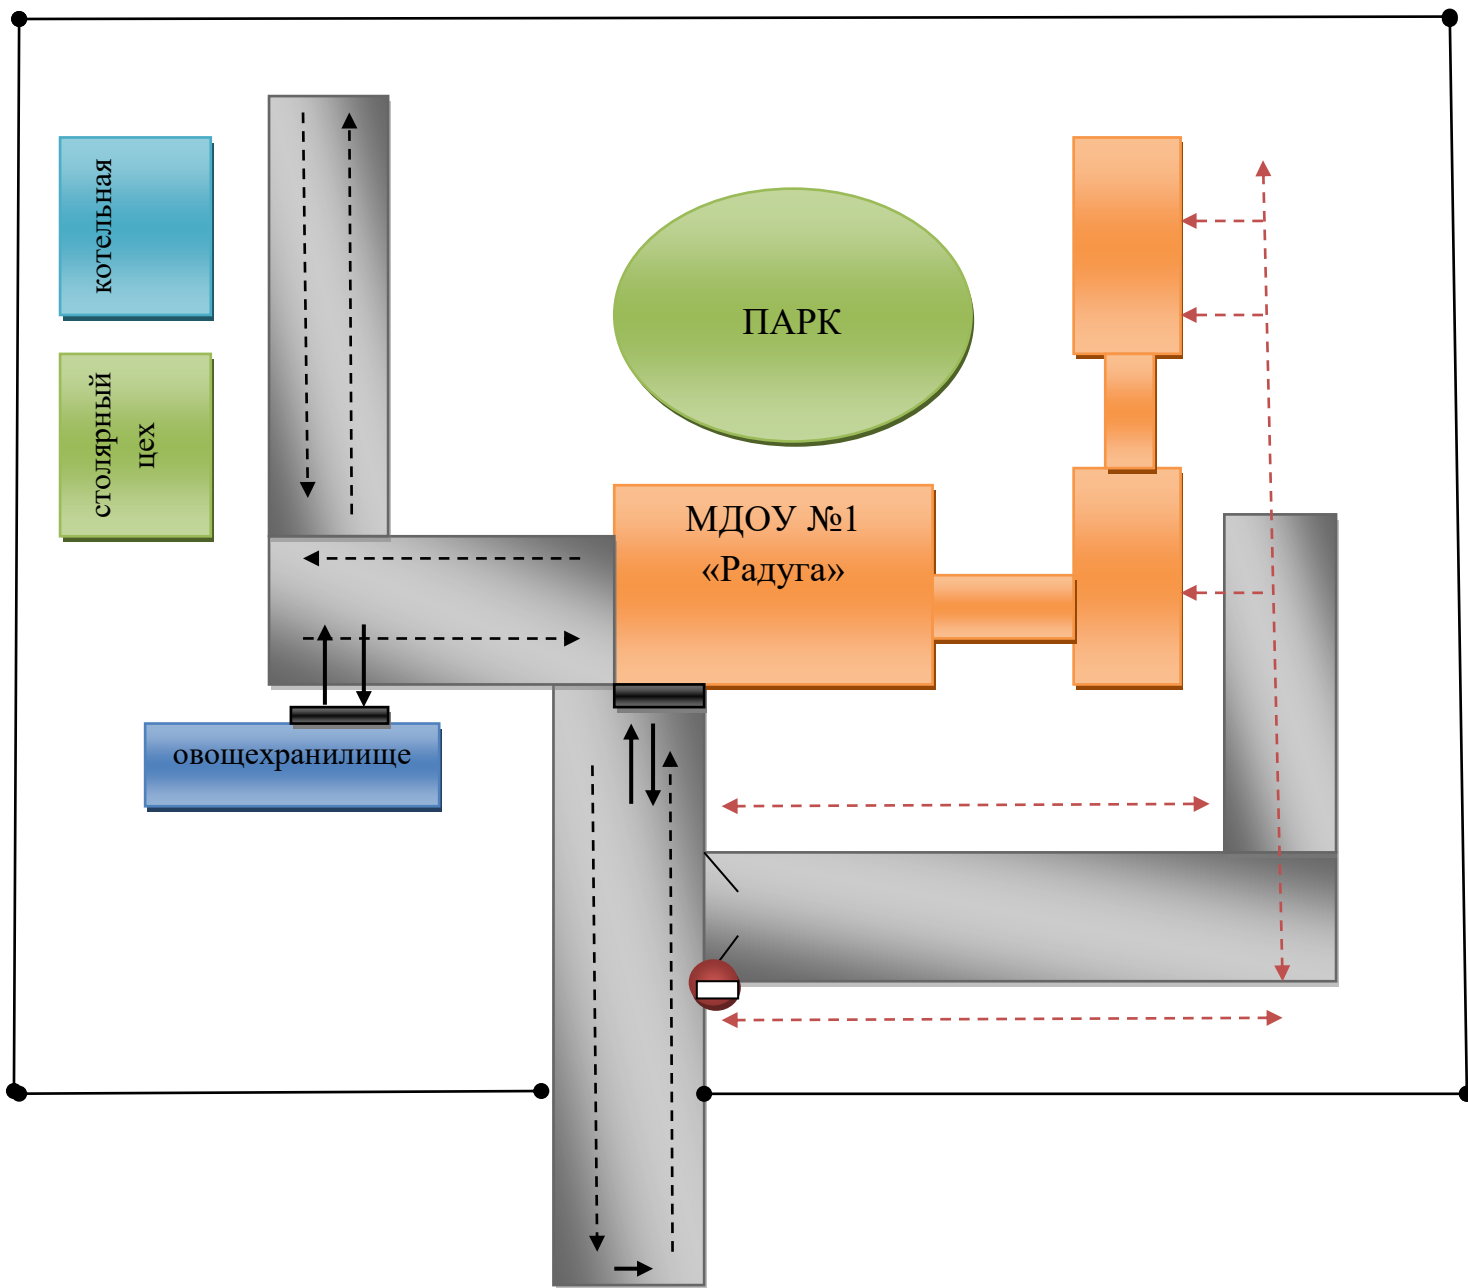 котельная
столярный
цех
ПАРК
МДОУ №1
«Радуга»
овощехранилище